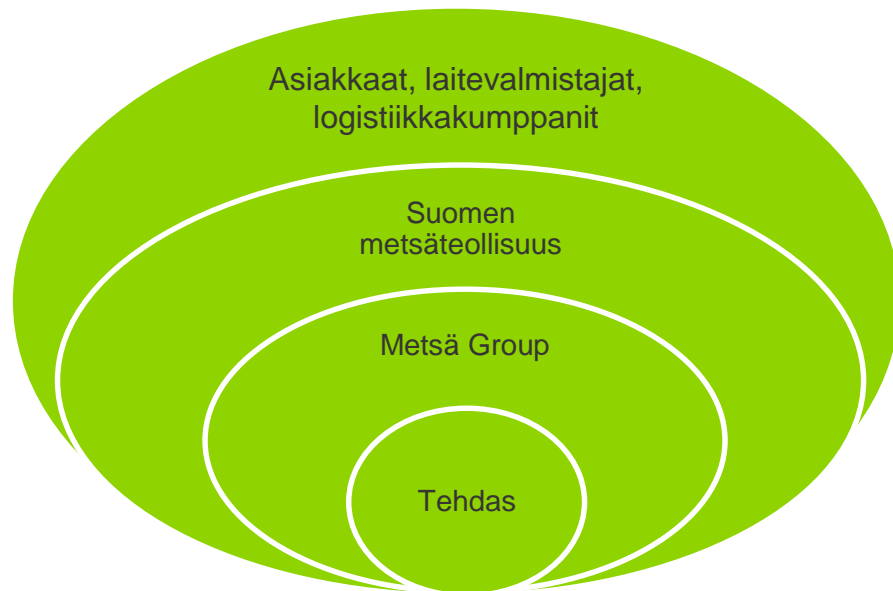 Asiakkaat, laitevalmistajat,
logistiikkakumppanit
Suomen
metsäteollisuus
Metsä Group
Tehdas